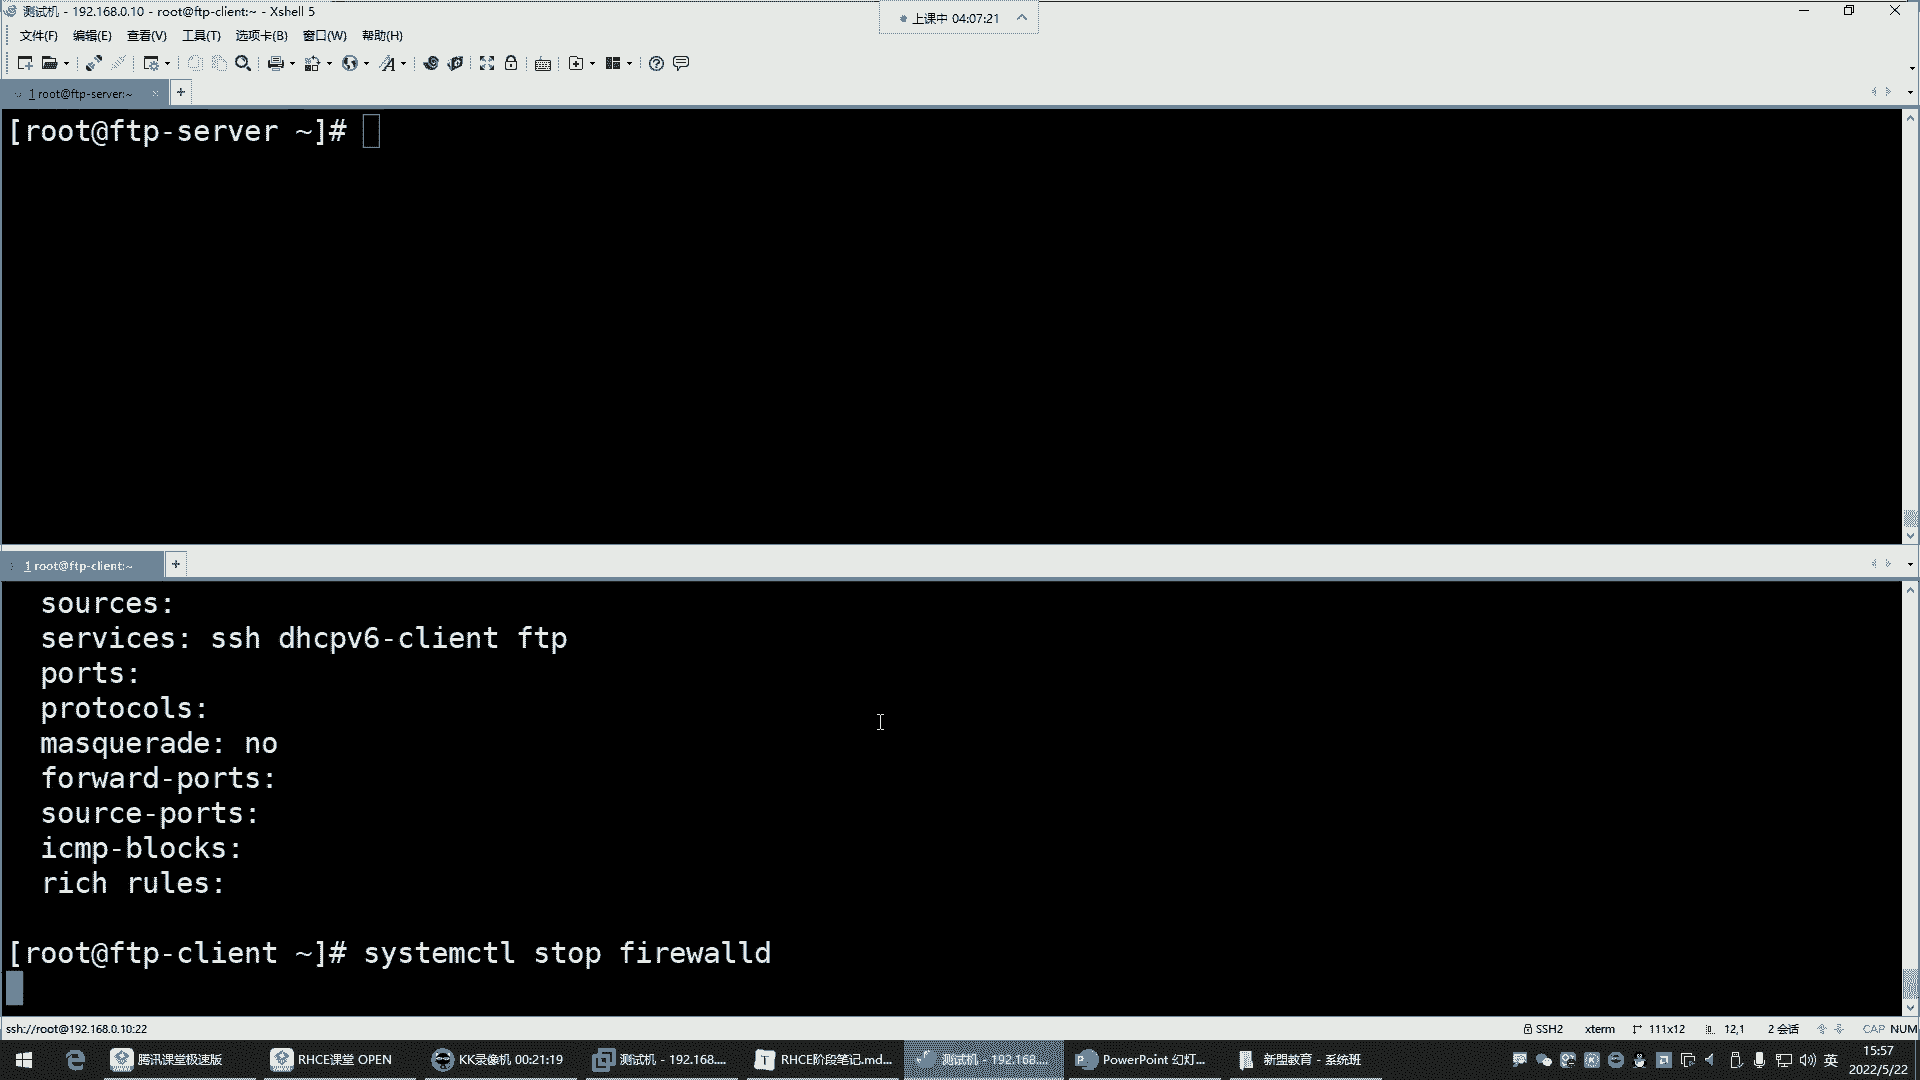 测试机 - 192.168.0.10 - root@ftp-client:~ - Xshell 5
上课中 04:07:21
文件(F) 编辑(E) 查看(V) 工具(T) 选项卡(B) 窗口(W) 帮助(H)
1 root@ftp-server:~
[root@ftp-server ~]#
1 root@ftp-client:~
sources:
services: ssh dhcpv6-client ftp
ports:
protocols:
masquerade: no
forward-ports:
source-ports:
icmp-blocks:
rich rules:
[root@ftp-client ~]# systemctl stop firewalld
ssh://root@192.168.0.10:22 SSH2 xterm 111x12 12,1 2 会话 CAP NUM
腾讯课堂极速版 RHCE课堂 OPEN KK录像机 00:21:19 测试机 - 192.168.... RHCE阶段笔记.md... 测试机 - 192.168.... PowerPoint 幻灯... 新盟教育 - 系统班 英 15:57
2022/5/22